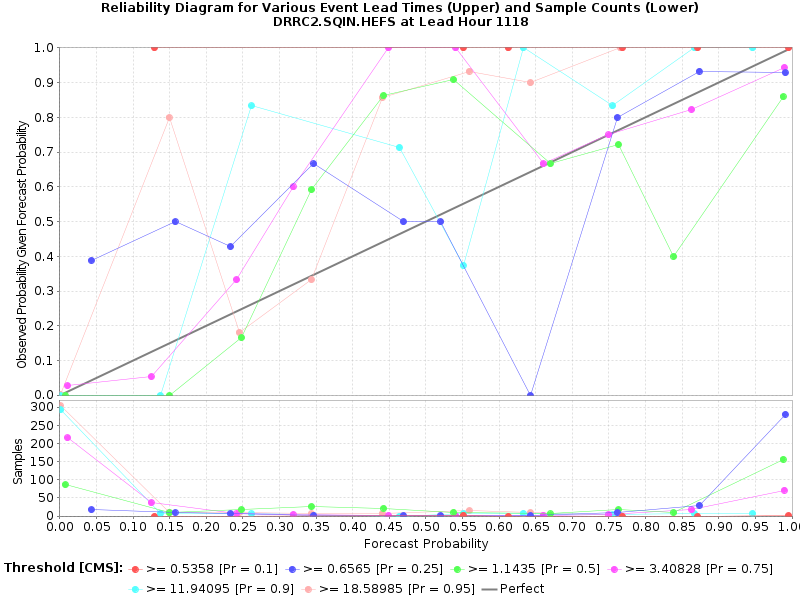 Reliability Diagram for Various Event Lead Times (Upper) and Sample Counts (Lower)
DRRC2.SQIN.HEFS at Lead Hour 1118
Observed Probability Given Forecast Probability
1.0
0.9
0.8
0.7
0.6
0.5
0.4
0.3
0.2
0.1
0.0
Samples
300
250
200
150
100
50
0
0.00 0.05 0.10 0.15 0.20 0.25 0.30 0.35 0.40 0.45 0.50 0.55 0.60 0.65 0.70 0.75 0.80 0.85 0.90 0.95 1.00
Forecast Probability
Threshold [CMS]: >= 0.5358 [Pr = 0.1] >= 0.6565 [Pr = 0.25] >= 1.1435 [Pr = 0.5] >= 3.40828 [Pr = 0.75]
>= 11.94095 [Pr = 0.9] >= 18.58985 [Pr = 0.95] Perfect